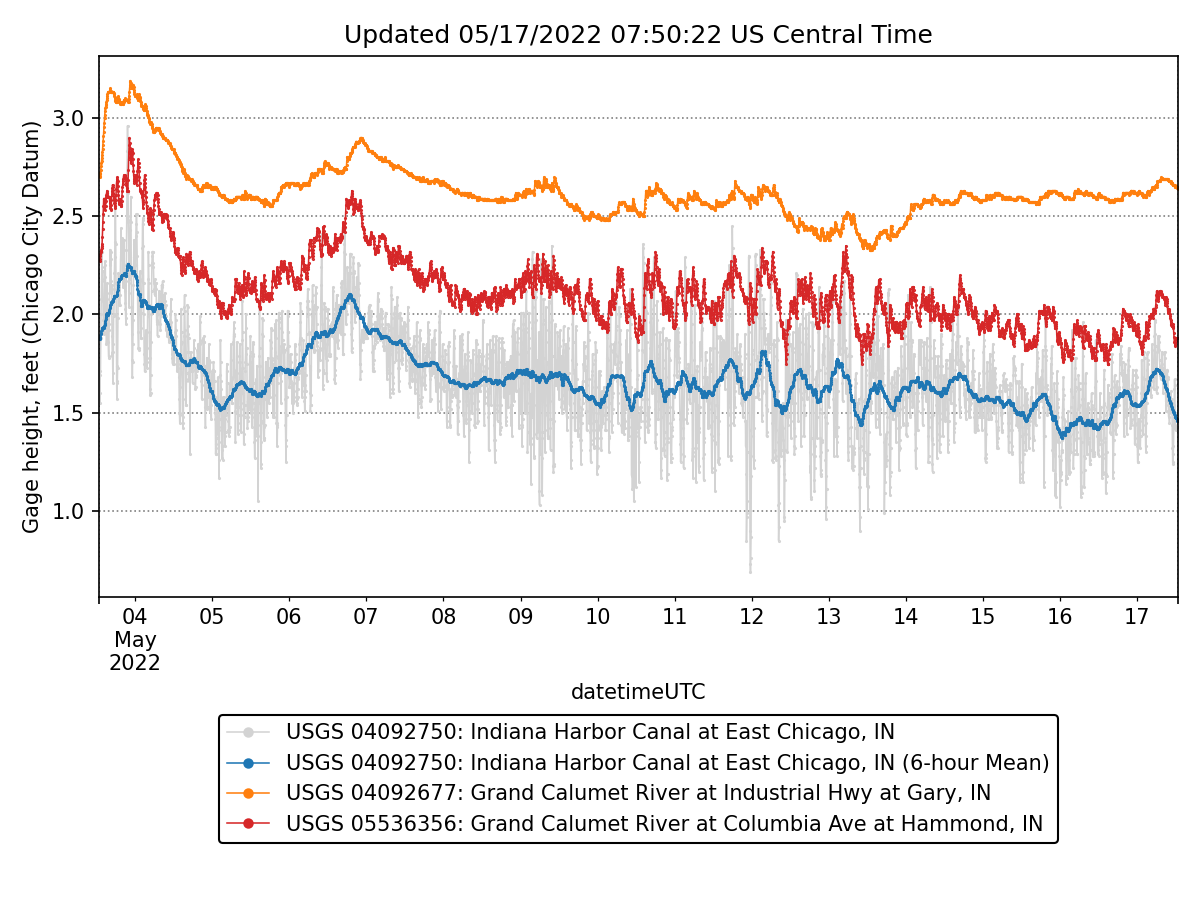 Updated 05/17/2022 07:50:22 US Central Time
Gage height, feet (Chicago City Datum)
3.0
2.5
2.0
1.5
1.0
04 05 06 07 08 09 10 11 12 13 14 15 16 17
May
2022
datetimeUTC
USGS 04092750: Indiana Harbor Canal at East Chicago, IN
USGS 04092750: Indiana Harbor Canal at East Chicago, IN (6-hour Mean)
USGS 04092677: Grand Calumet River at Industrial Hwy at Gary, IN
USGS 05536356: Grand Calumet River at Columbia Ave at Hammond, IN